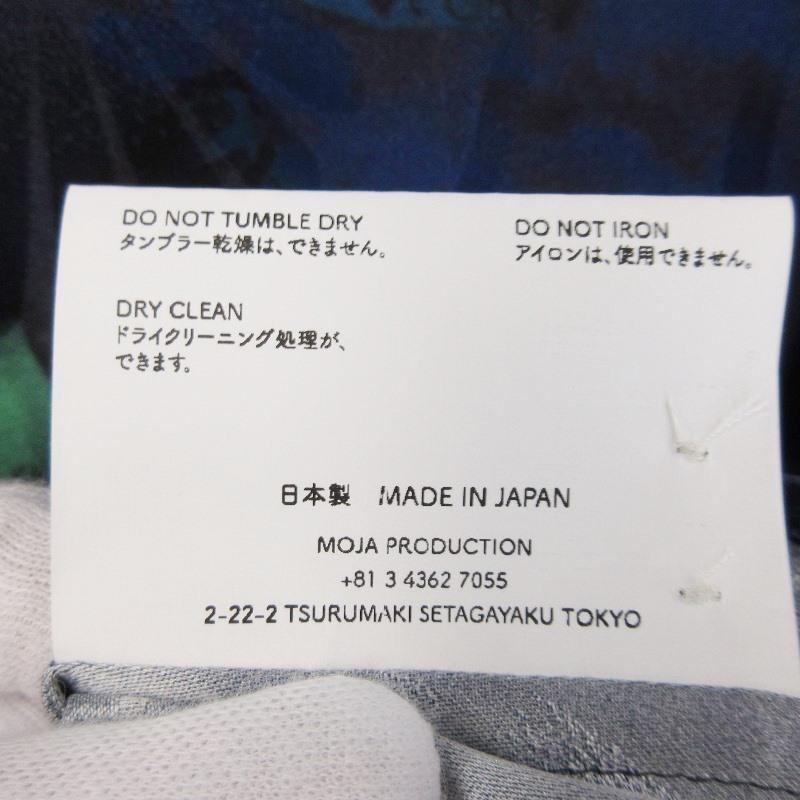 DO NOT TUMBLE DRY
タンブラー乾燥は、できません。
DO NOT IRON
アイロンは、使用できません。
DRY CLEAN
ドライクリーニング処理が、
できます。
日本製 MADE IN JAPAN
MOJA PRODUCTION
+81 3 4362 7055
2-22-2 TSURUMAKI SETAGAYAKU TOKYO